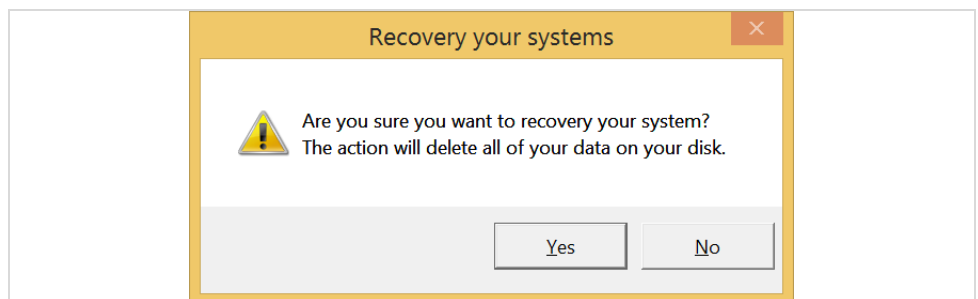 Recovery your systems
Are you sure you want to recovery your system?
The action will delete all of your data on your disk.
Yes
No